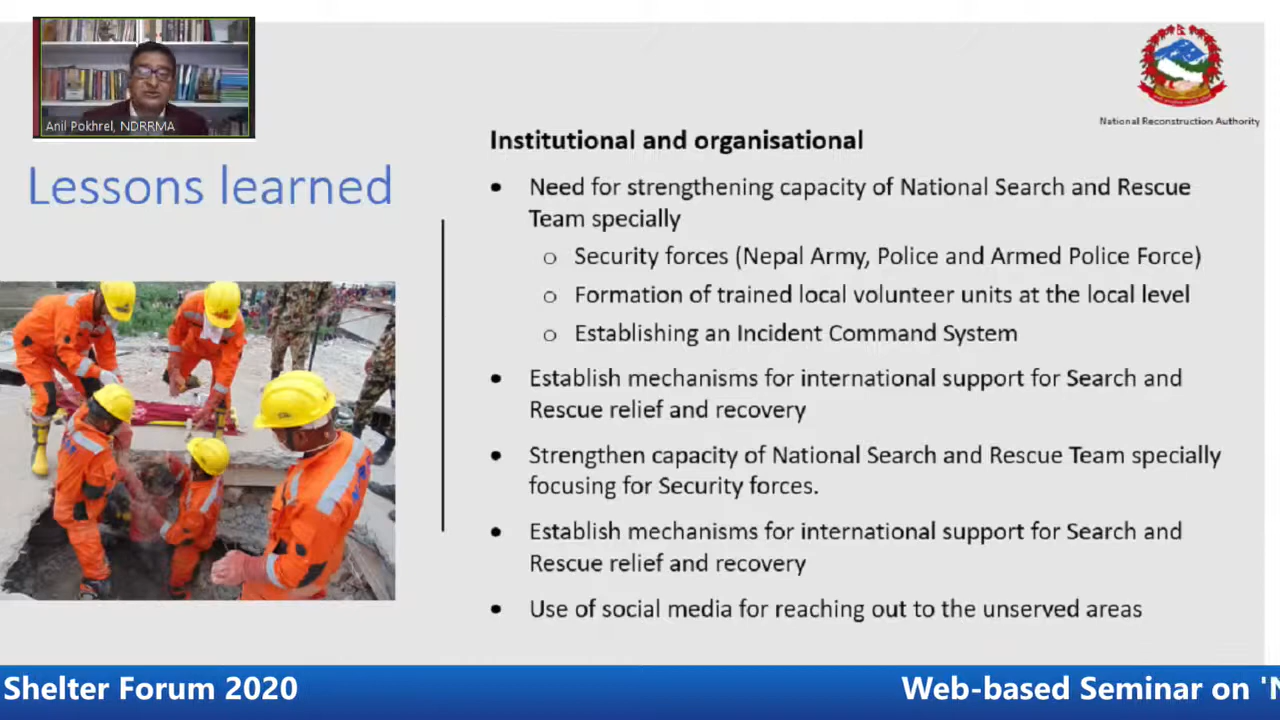 Anil Pokhrel, NDRRMA
National Reconstruction Authority
Lessons learned
Institutional and organisational
• Need for strengthening capacity of National Search and Rescue
Team specially
o Security forces (Nepal Army, Police and Armed Police Force)
o Formation of trained local volunteer units at the local level
o Establishing an Incident Command System
• Establish mechanisms for international support for Search and
Rescue relief and recovery
• Strengthen capacity of National Search and Rescue Team specially
focusing for Security forces.
• Establish mechanisms for international support for Search and
Rescue relief and recovery
• Use of social media for reaching out to the unserved areas
Shelter Forum 2020
Web-based Seminar on 'N